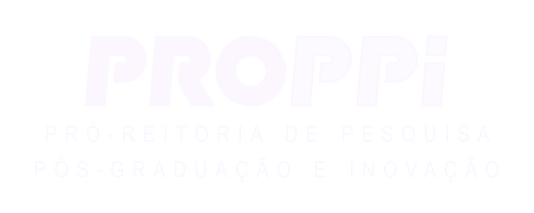 PROPPi
PRÓ-REITORIA DE PESQUISA
PÓS-GRADUAÇÃO E INOVAÇÃO